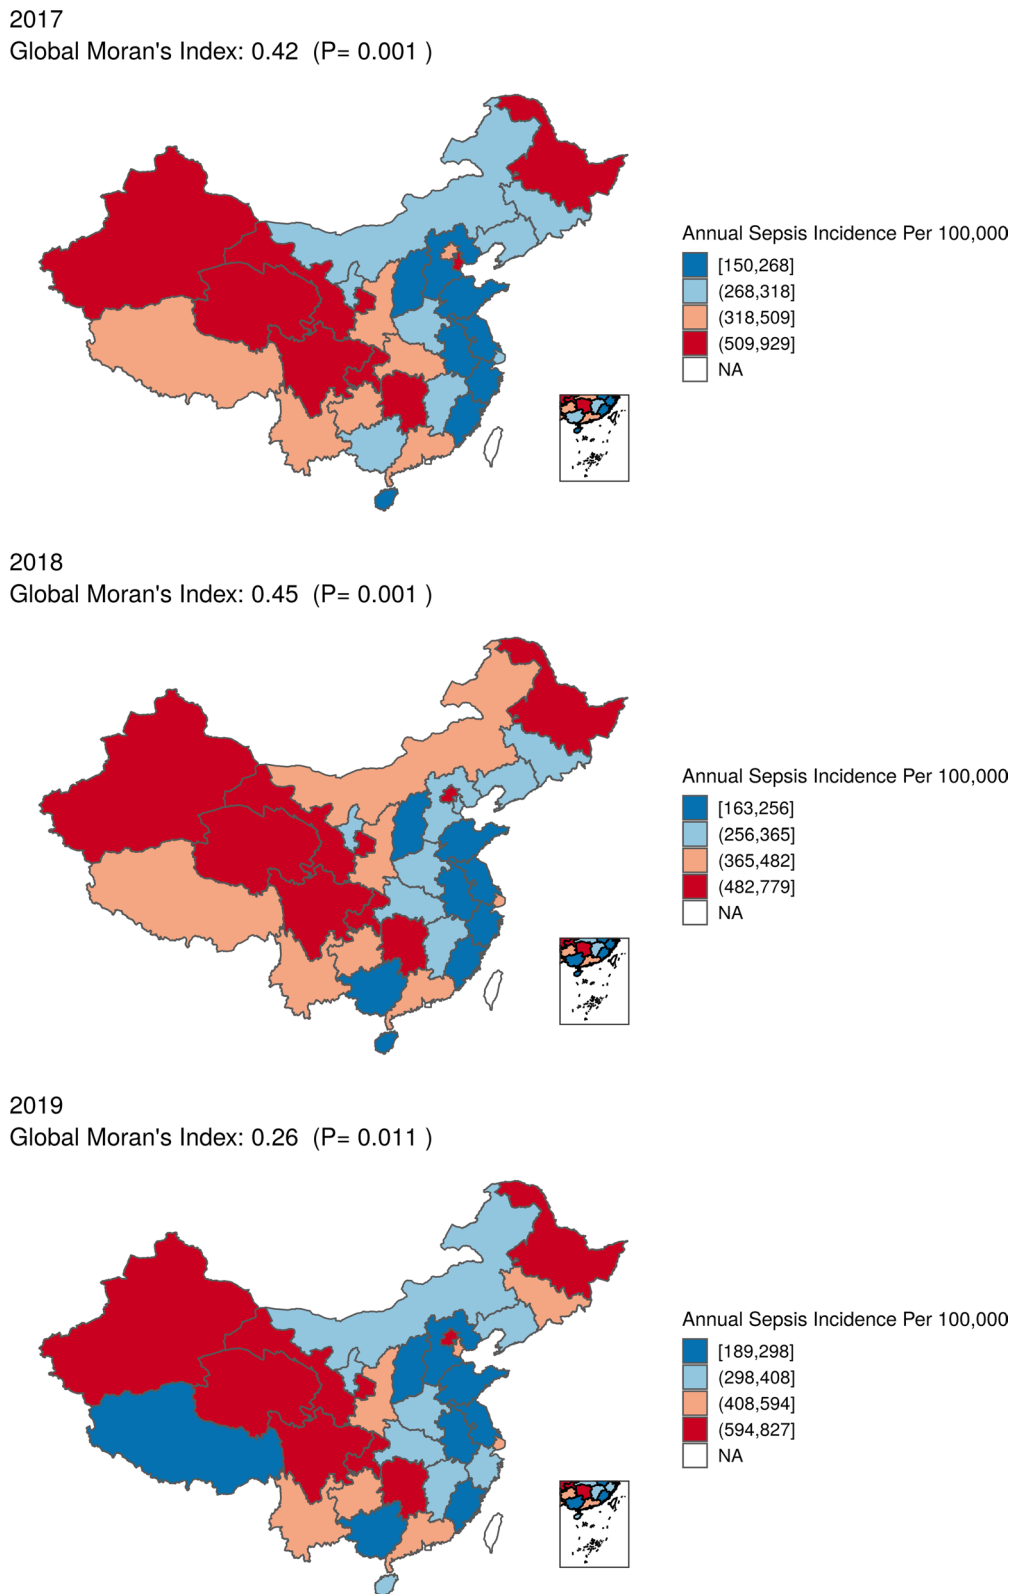 2017
Global Moran's Index: 0.42 (P= 0.001 )
Annual Sepsis Incidence Per 100,000
[150,268]
(268,318]
(318,509]
(509,929]
NA
2018
Global Moran's Index: 0.45 (P= 0.001 )
Annual Sepsis Incidence Per 100,000
[163,256]
(256,365]
(365,482]
(482,779]
NA
2019
Global Moran's Index: 0.26 (P= 0.011 )
Annual Sepsis Incidence Per 100,000
[189,298]
(298,408]
(408,594]
(594,827]
NA